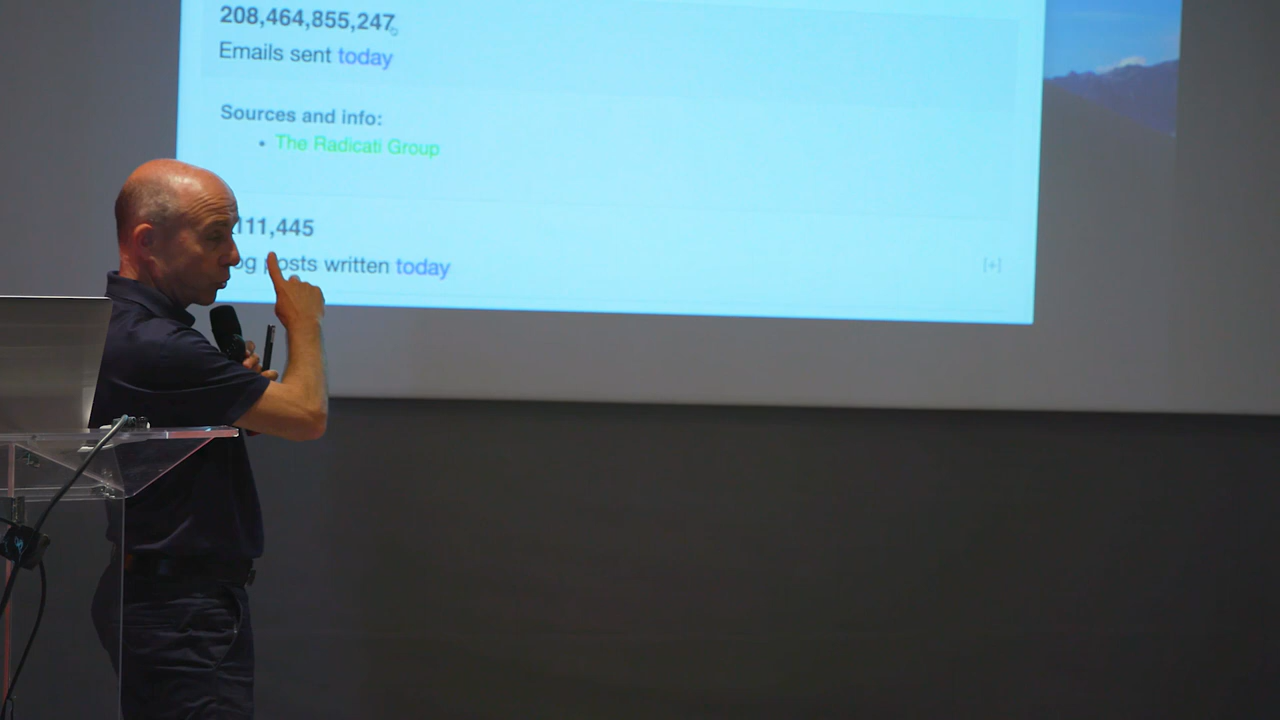 208,464,855,247
Emails sent today
Sources and info:
• The Radicati Group
111,445
posts written today
[+]